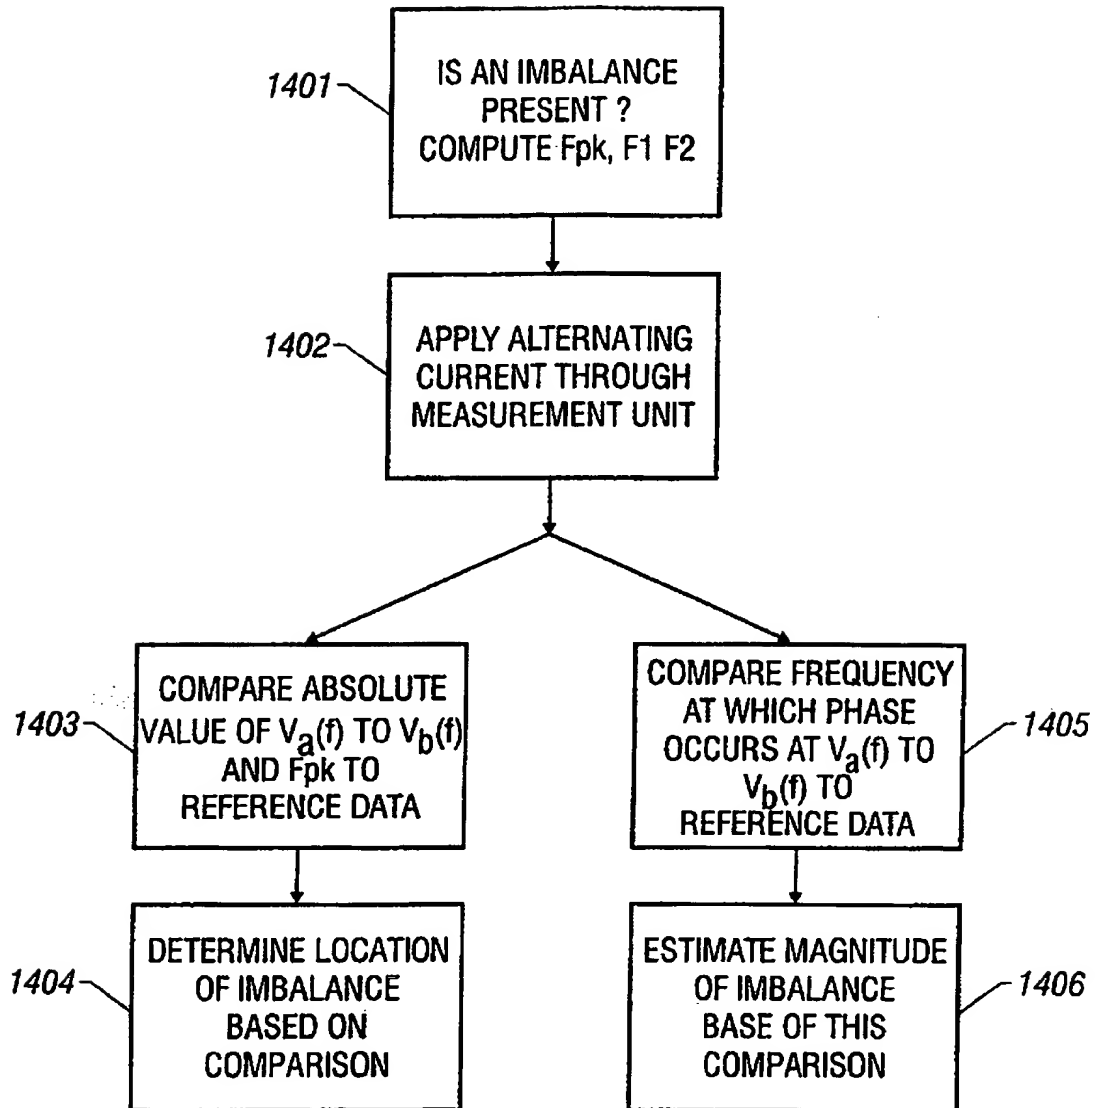 1401
IS AN IMBALANCE
PRESENT ?
COMPUTE Fpk, F1 F2
1402
APPLY ALTERNATING
CURRENT THROUGH
MEASUREMENT UNIT
1403
COMPARE ABSOLUTE
VALUE OF Va(f) TO Vb(f)
AND Fpk TO
REFERENCE DATA
COMPARE FREQUENCY
AT WHICH PHASE
OCCURS AT Va(f) TO
Vb(f) TO
REFERENCE DATA
1405
1404
DETERMINE LOCATION
OF IMBALANCE
BASED ON
COMPARISON
ESTIMATE MAGNITUDE
OF IMBALANCE
BASE OF THIS
COMPARISON
1406